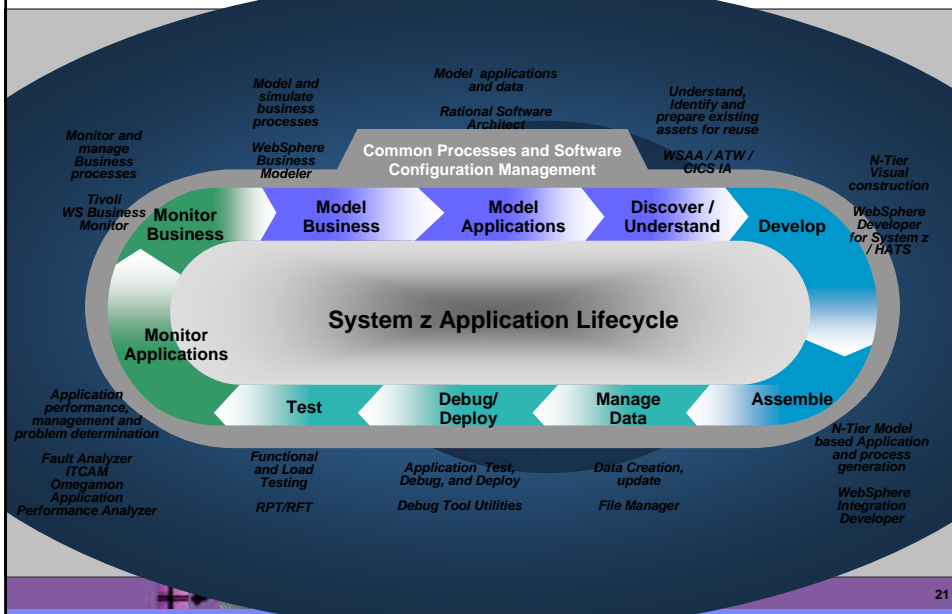 Model and
simulate
business
processes
WebSphere
Business
Modeler
Model applications
and data
Rational Software
Architect
Understand,
Identify and
prepare existing
assets for reuse
WSAA / ATW /
CICS IA
Monitor and
manage
Business
processes
Tivoli
WS Business
Monitor
N-Tier
Visual
construction
WebSphere
Developer
for System z
/ HATS
Common Processes and Software
Configuration Management
Monitor
Business
Model
Business
Model
Applications
Discover /
Understand
Develop
System z Application Lifecycle
Monitor
Applications
Test
Debug/
Deploy
Manage
Data
Assemble
Application
performance,
management and
problem determination
Fault Analyzer
ITCAM
Omegamon
Application
Performance Analyzer
Functional
and Load
Testing
RPT/RFT
Application Test,
Debug, and Deploy
Debug Tool Utilities
Data Creation,
update
File Manager
N-Tier Model
based Application
and process
generation
WebSphere
Integration
Developer
21